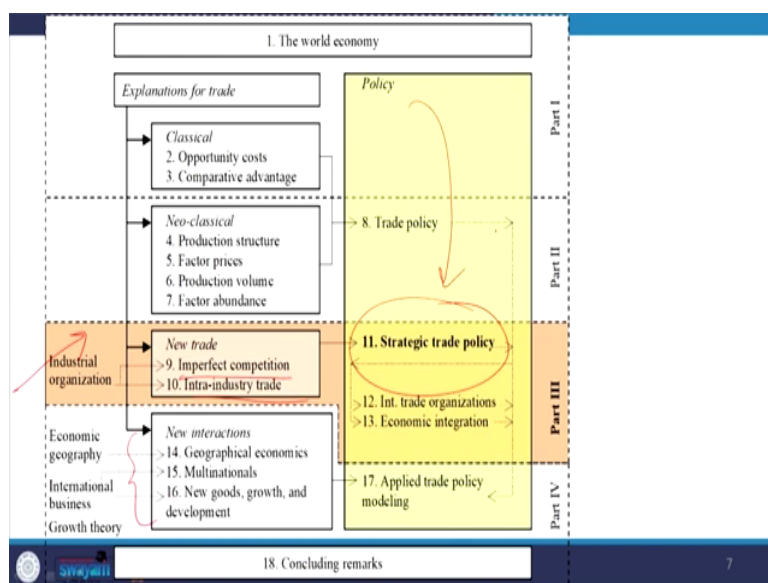 1. The world economy
Explanations for trade
Policy
Part I
Classical
2. Opportunity costs
3. Comparative advantage
Neo-classical
4. Production structure
5. Factor prices
6. Production volume
7. Factor abundance
8. Trade policy
Part II
Industrial
organization
New trade
9. Imperfect competition
10. Intra-industry trade
11. Strategic trade policy
12. Int. trade organizations
13. Economic integration
Part III
Economic
geography
International
business
Growth theory
New interactions
14. Geographical economics
15. Multinationals
16. New goods, growth, and
development
17. Applied trade policy
modeling
Part IV
18. Concluding remarks
swayam
7